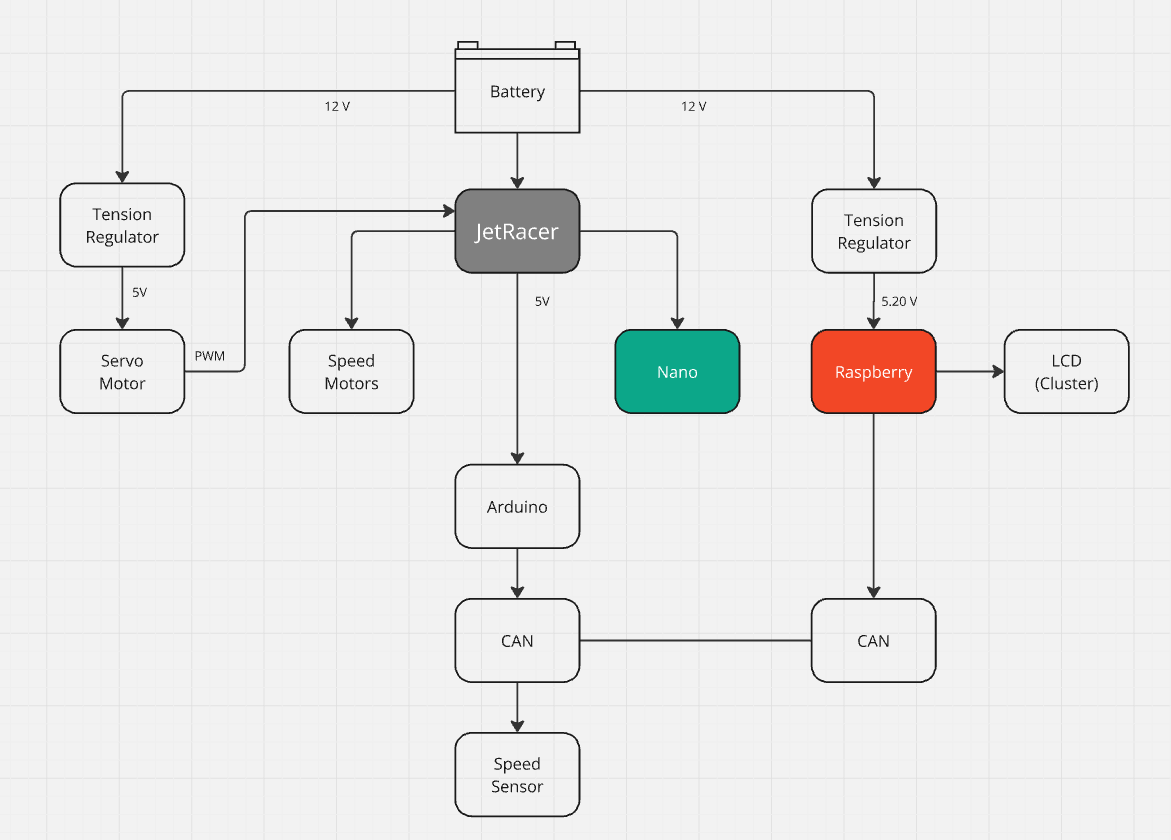 Battery
12 V
12 V
Tension
Regulator
JetRacer
Tension
Regulator
5V
5V
5.20 V
Servo
Motor
PWM
Speed
Motors
Nano
Raspberry
LCD
(Cluster)
Arduino
CAN
CAN
Speed
Sensor